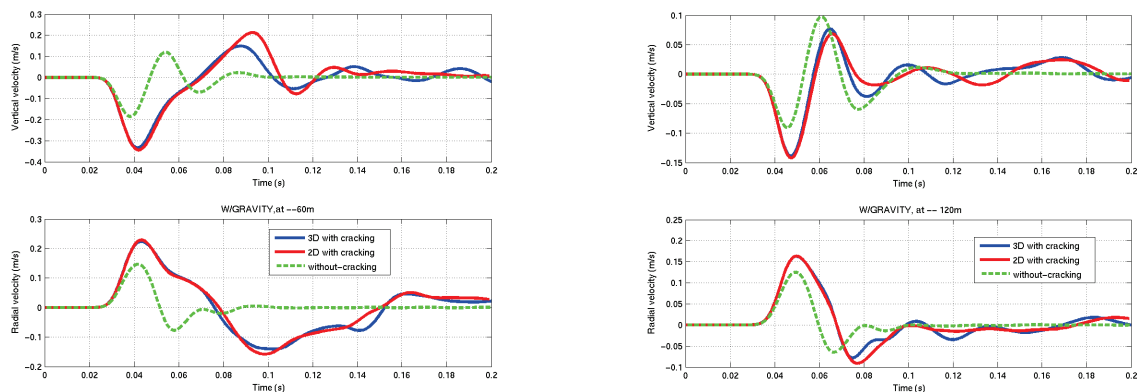 0.3
0.2
0.1
0
-0.1
-0.2
-0.3
-0.4
Vertical velocity (m/s)
0 0.02 0.04 0.06 0.08 0.1 0.12 0.14 0.16 0.18 0.2
Time (s)
0.1
0.05
0
-0.05
-0.1
-0.15
Vertical velocity (m/s)
0 0.02 0.04 0.06 0.08 0.1 0.12 0.14 0.16 0.18 0.2
Time (s)
W/GRAVITY,at --60m
0.3
0.2
0.1
0
-0.1
-0.2
Radial velocity (m/s)
3D with cracking
2D with cracking
without-cracking
0 0.02 0.04 0.06 0.08 0.1 0.12 0.14 0.16 0.18 0.2
Time (s)
W/GRAVITY, at -- 120m
0.25
0.2
0.15
0.1
0.05
0
-0.05
-0.1
Radial velocity (m/s)
3D with cracking
2D with cracking
without-cracking
0 0.02 0.04 0.06 0.08 0.1 0.12 0.14 0.16 0.18 0.2
Time (s)